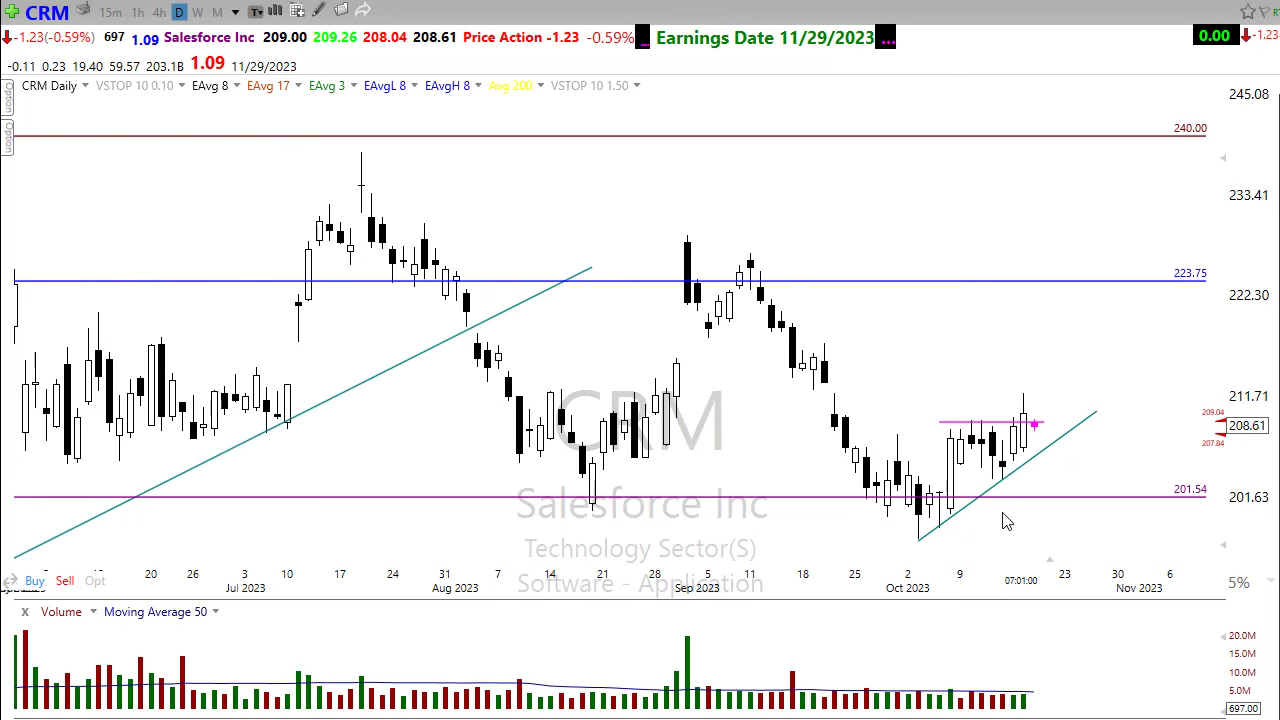 CRM 15m 1h 4h D W M T
-1.23(-0.59%) 697 1.09 Salesforce Inc 209.00 209.26 208.04 208.61 Price Action -1.23 -0.59% Earnings Date 11/29/2023 ... 0.00 -1.23
-0.11 0.23 19.40 59.57 203.1B 1.09 11/29/2023
CRM Daily VSTOP 10 0.10 EAvg 8 EAvg 17 EAvg 3 EAvgL 8 EAvgH 8 Avg 200 VSTOP 10 1.50
Option
Option
245.08
240.00
233.41
223.75
222.30
211.71
209.04
208.61
207.84
201.54
201.63
CRM
Salesforce Inc
Technology Sector(S)
Software - Application
20 26 3 10 17 24 31 7 14 21 28 5 11 18 25 2 9 07:01:00 23 30 6
Buy Sell Opt
5%
Jul 2023 Aug 2023 Sep 2023 Oct 2023 Nov 2023
x Volume Moving Average 50
20.0M
15.0M
10.0M
5.0M
697.00